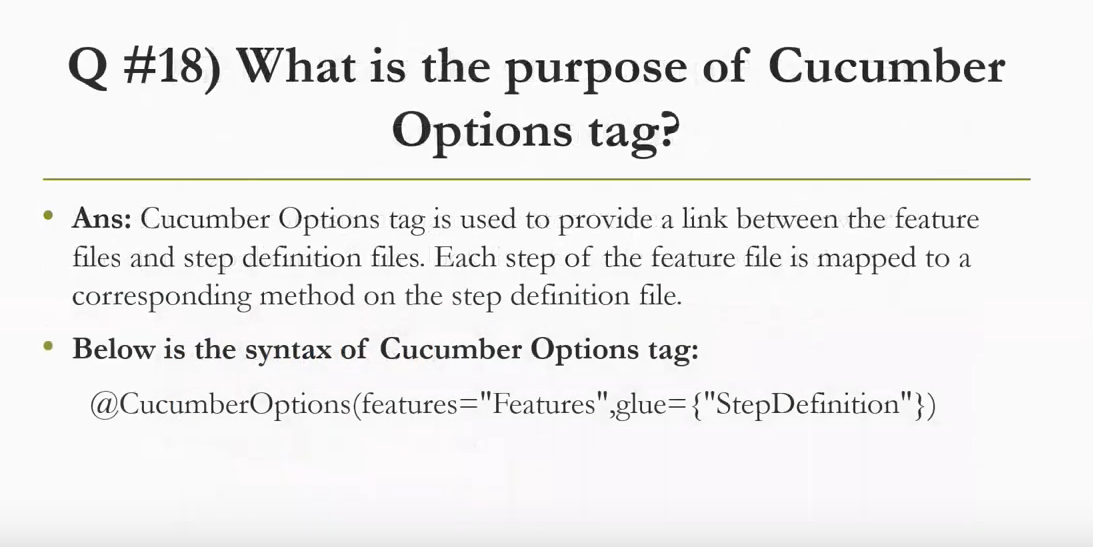 Q #18) What is the purpose of Cucumber
Options tag?
• Ans: Cucumber Options tag is used to provide a link between the feature
files and step definition files. Each step of the feature file is mapped to a
corresponding method on the step definition file.
• Below is the syntax of Cucumber Options tag:
@CucumberOptions(features="Features",glue={"StepDefinition"})